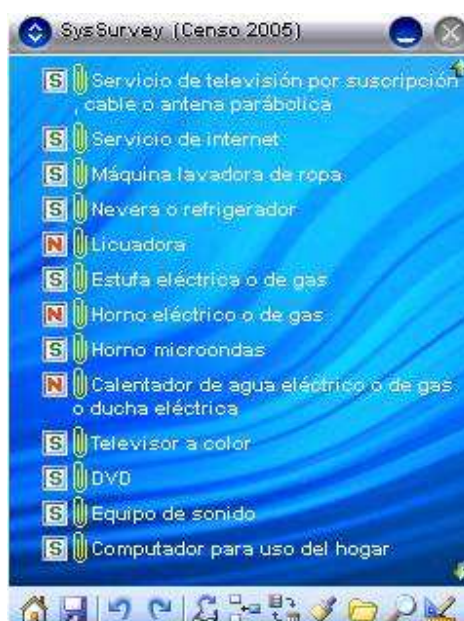 SysSurvey (Censo 2005)
S Servicio de televisión por suscripción
, cable o antena parábolica
S Servicio de internet
S Máquina lavadora de ropa
S Nevera o refrigerador
N Licuadora
S Estufa eléctrica o de gas
N Horno eléctrico o de gas
S Horno microondas
N Calentador de agua eléctrico o de gas
o ducha eléctrica
S Televisor a color
S DVD
S Equipo de sonido
S Computador para uso del hogar